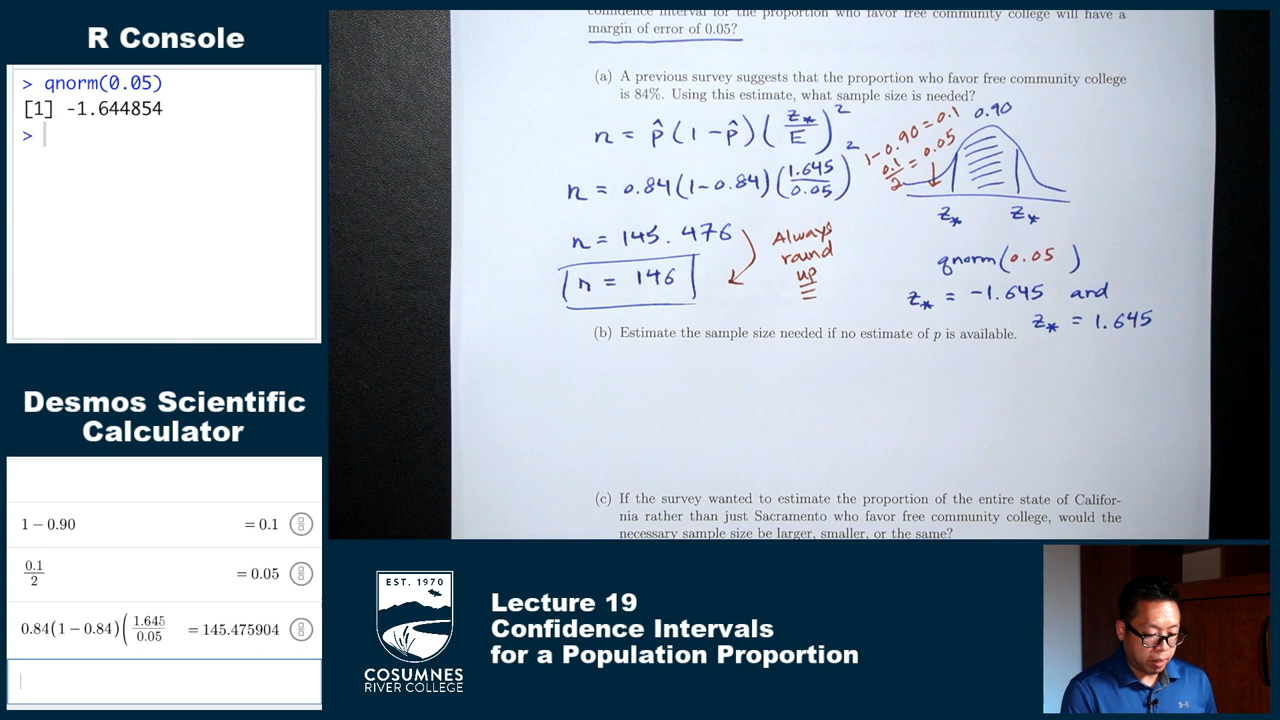 R Console
> qnorm(0.05)
[1] -1.644854
>
Desmos Scientific
Calculator
1 − 0.90 = 0.1
0.1/2 = 0.05
0.84(1 − 0.84)(1.645/0.05 = 145.475904
confidence interval for the proportion who favor free community college will have a
margin of error of 0.05?
(a) A previous survey suggests that the proportion who favor free community college
is 84%. Using this estimate, what sample size is needed?
n = p̂(1 − p̂)(z*/E)²
n = 0.84(1−0.84)(1.645/0.05)²
n = 145.476
n = 146
Always
round
up
1−0.90 = 0.1
0.1/2 = 0.05
0.90
z* z*
qnorm(0.05)
z* = −1.645 and
z* = 1.645
(b) Estimate the sample size needed if no estimate of p is available.
(c) If the survey wanted to estimate the proportion of the entire state of Califor-
nia rather than just Sacramento who favor free community college, would the
necessary sample size be larger, smaller, or the same?
EST. 1970
COSUMNES
RIVER COLLEGE
Lecture 19
Confidence Intervals
for a Population Proportion